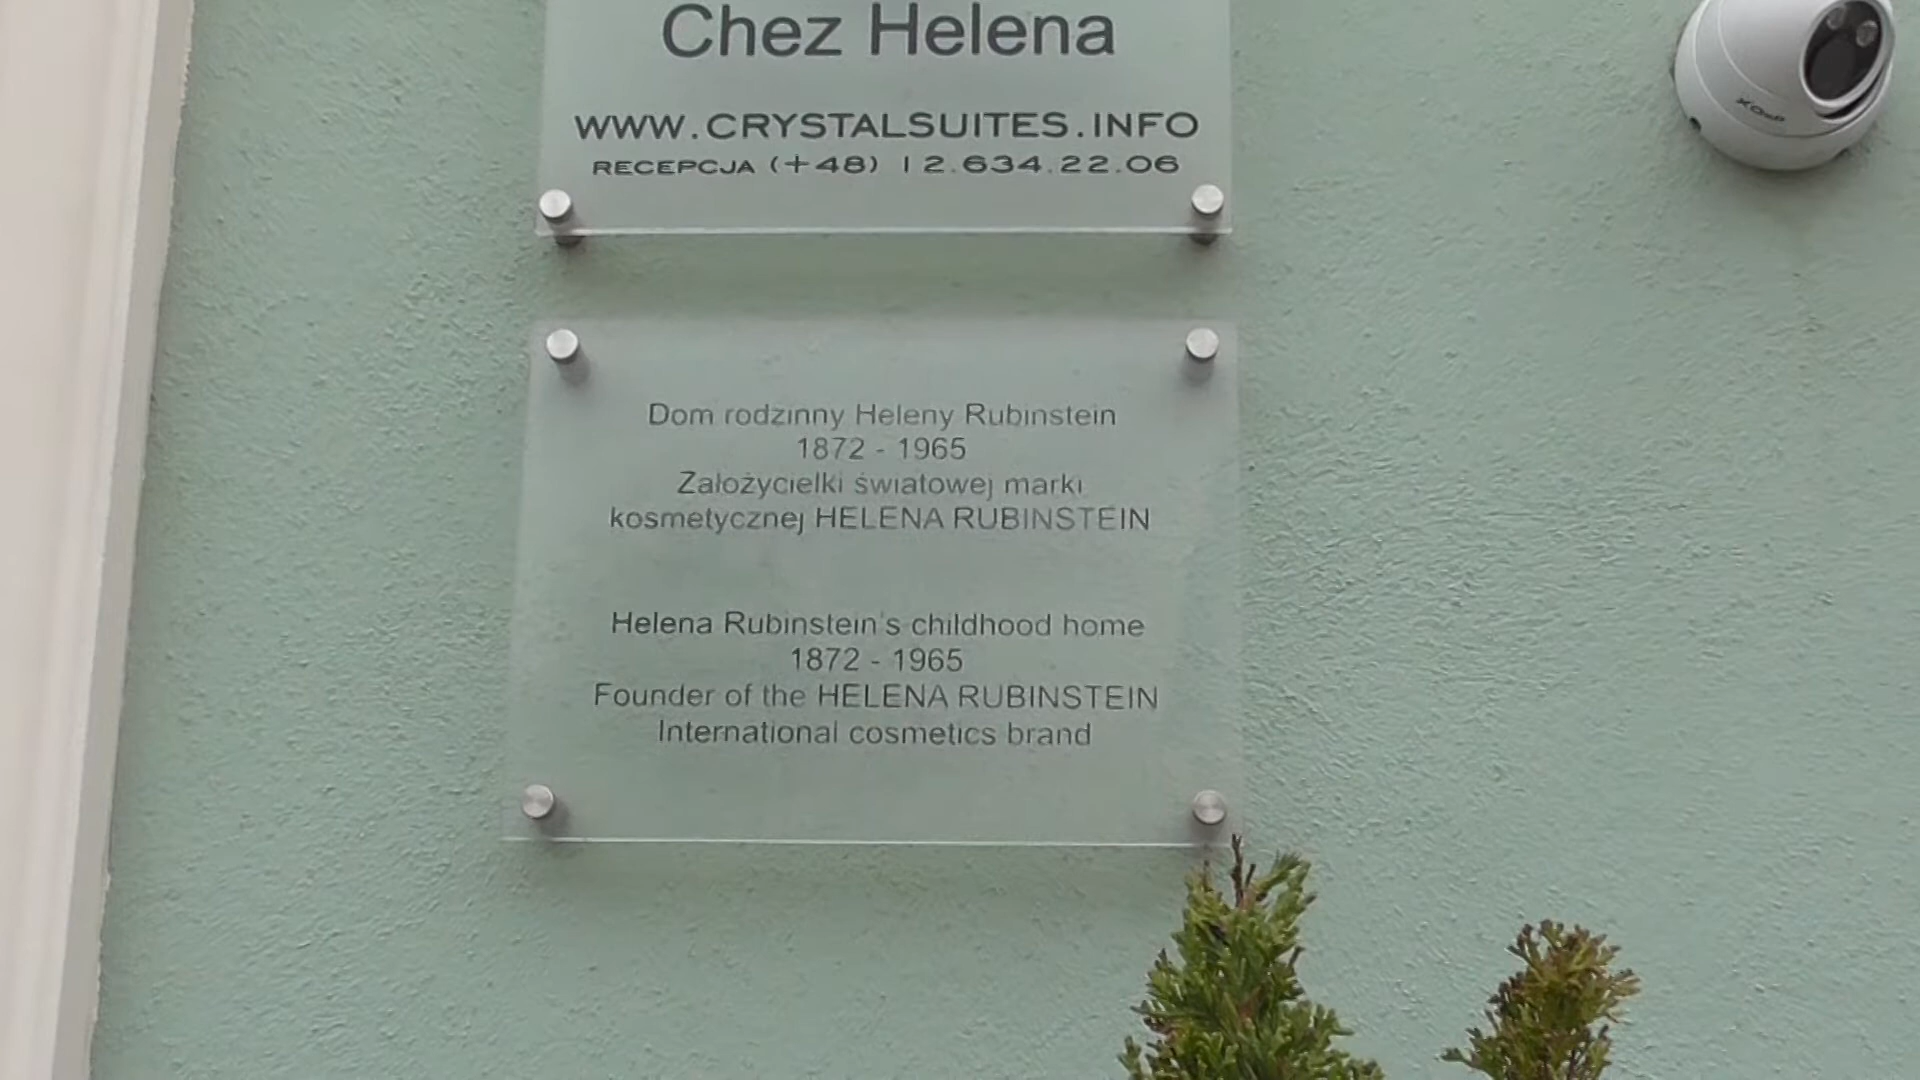 Chez Helena
WWW.CRYSTALSUITES.INFO
RECEPCJA (+48) 12.634.22.06
Dom rodzinny Heleny Rubinstein
1872 - 1965
Założycielki światowej marki
kosmetycznej HELENA RUBINSTEIN
Helena Rubinstein's childhood home
1872 - 1965
Founder of the HELENA RUBINSTEIN
International cosmetics brand